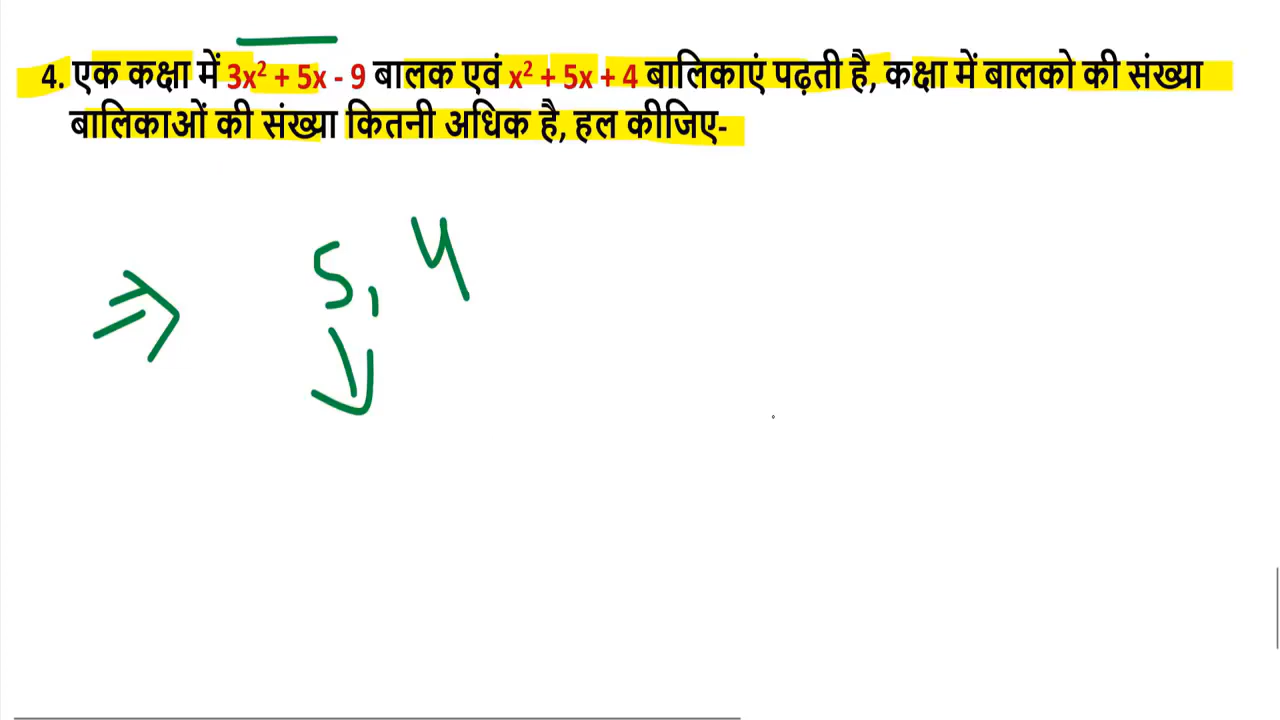 4. एक कक्षा में 3x² + 5x - 9 बालक एवं x² + 5x + 4 बालिकाएं पढ़ती है, कक्षा में बालको की संख्या
बालिकाओं की संख्या कितनी अधिक है, हल कीजिए-
⇒ 5, 4